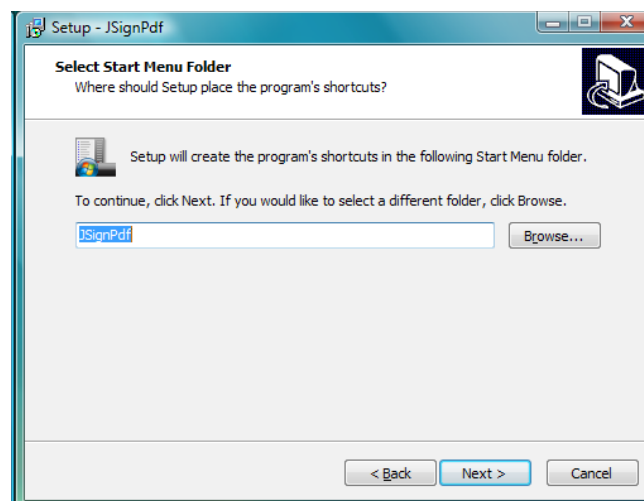 Setup - JSignPdf
Select Start Menu Folder
Where should Setup place the program's shortcuts?
Setup will create the program's shortcuts in the following Start Menu folder.
To continue, click Next. If you would like to select a different folder, click Browse.
JSignPdf
Browse...
< Back
Next >
Cancel